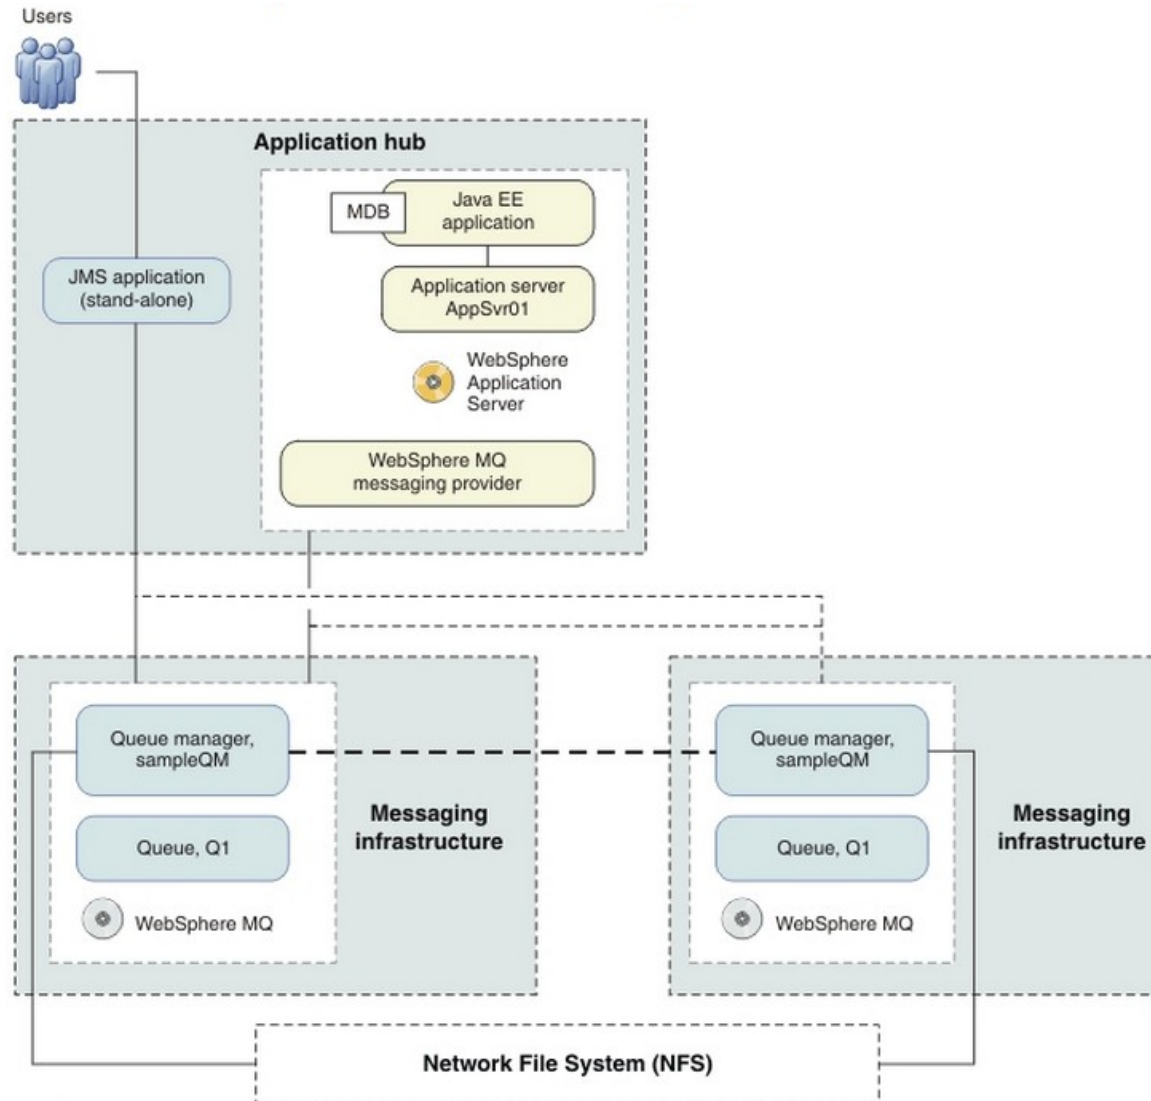 Users
Application hub
MDB
Java EE
application
JMS application
(stand-alone)
Application server
AppSvr01
WebSphere
Application
Server
WebSphere MQ
messaging provider
Queue manager,
sampleQM
Messaging
infrastructure
Queue, Q1
WebSphere MQ
Queue manager,
sampleQM
Messaging
infrastructure
Queue, Q1
WebSphere MQ
Network File System (NFS)